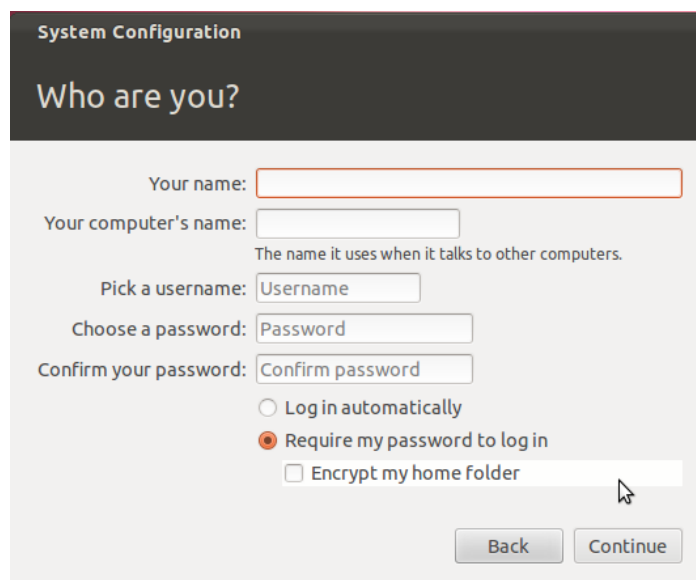 System Configuration
Who are you?
Your name:
Your computer's name:
The name it uses when it talks to other computers.
Pick a username: Username
Choose a password: Password
Confirm your password: Confirm password
Log in automatically
Require my password to log in
Encrypt my home folder
Back Continue